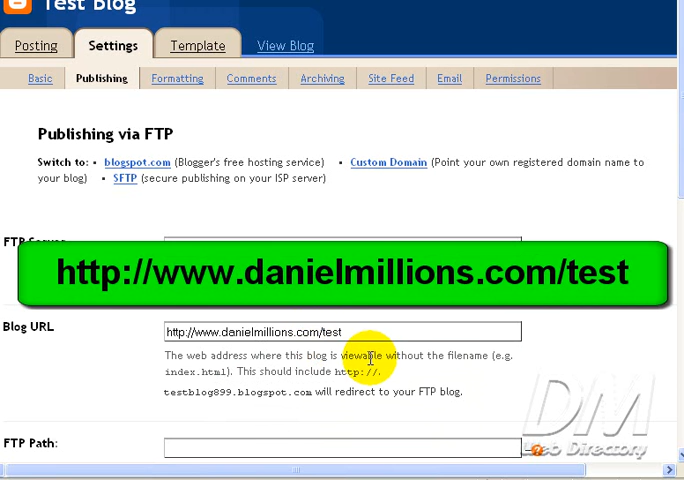 Test Blog
Posting Settings Template View Blog
Basic Publishing Formatting Comments Archiving Site Feed Email Permissions
Publishing via FTP
Switch to: • blogspot.com (Blogger's free hosting service) • Custom Domain (Point your own registered domain name to
your blog) • SFTP (secure publishing on your ISP server)
FTP Server
http://www.danielmillions.com/test
Blog URL http://www.danielmillions.com/test
The web address where this blog is viewable without the filename (e.g.
index.html). This should include http://.
testblog899.blogspot.com will redirect to your FTP blog.
FTP Path:
DM
Web Directory